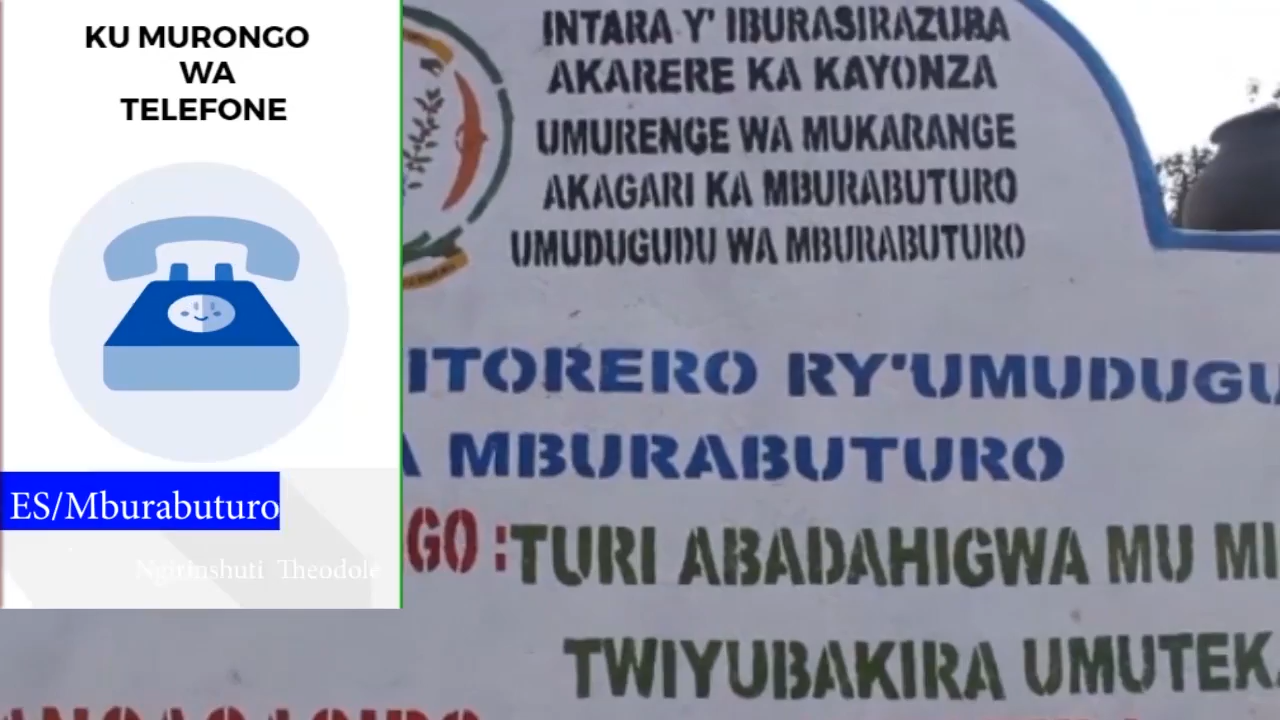 KU MURONGO
WA
TELEFONE
ES/Mburabuturo
Ngirinshuti Theodole
INTARA Y' IBURASIRAZUBA
AKARERE KA KAYONZA
UMURENGE WA MUKARANGE
AKAGARI KA MBURABUTURO
UMUDUGUDU WA MBURABUTURO
ITORERO RY'UMUDUGU
A MBURABUTURO
GO : TURI ABADAHIGWA MU MI
TWIYUBAKIRA UMUTEKA